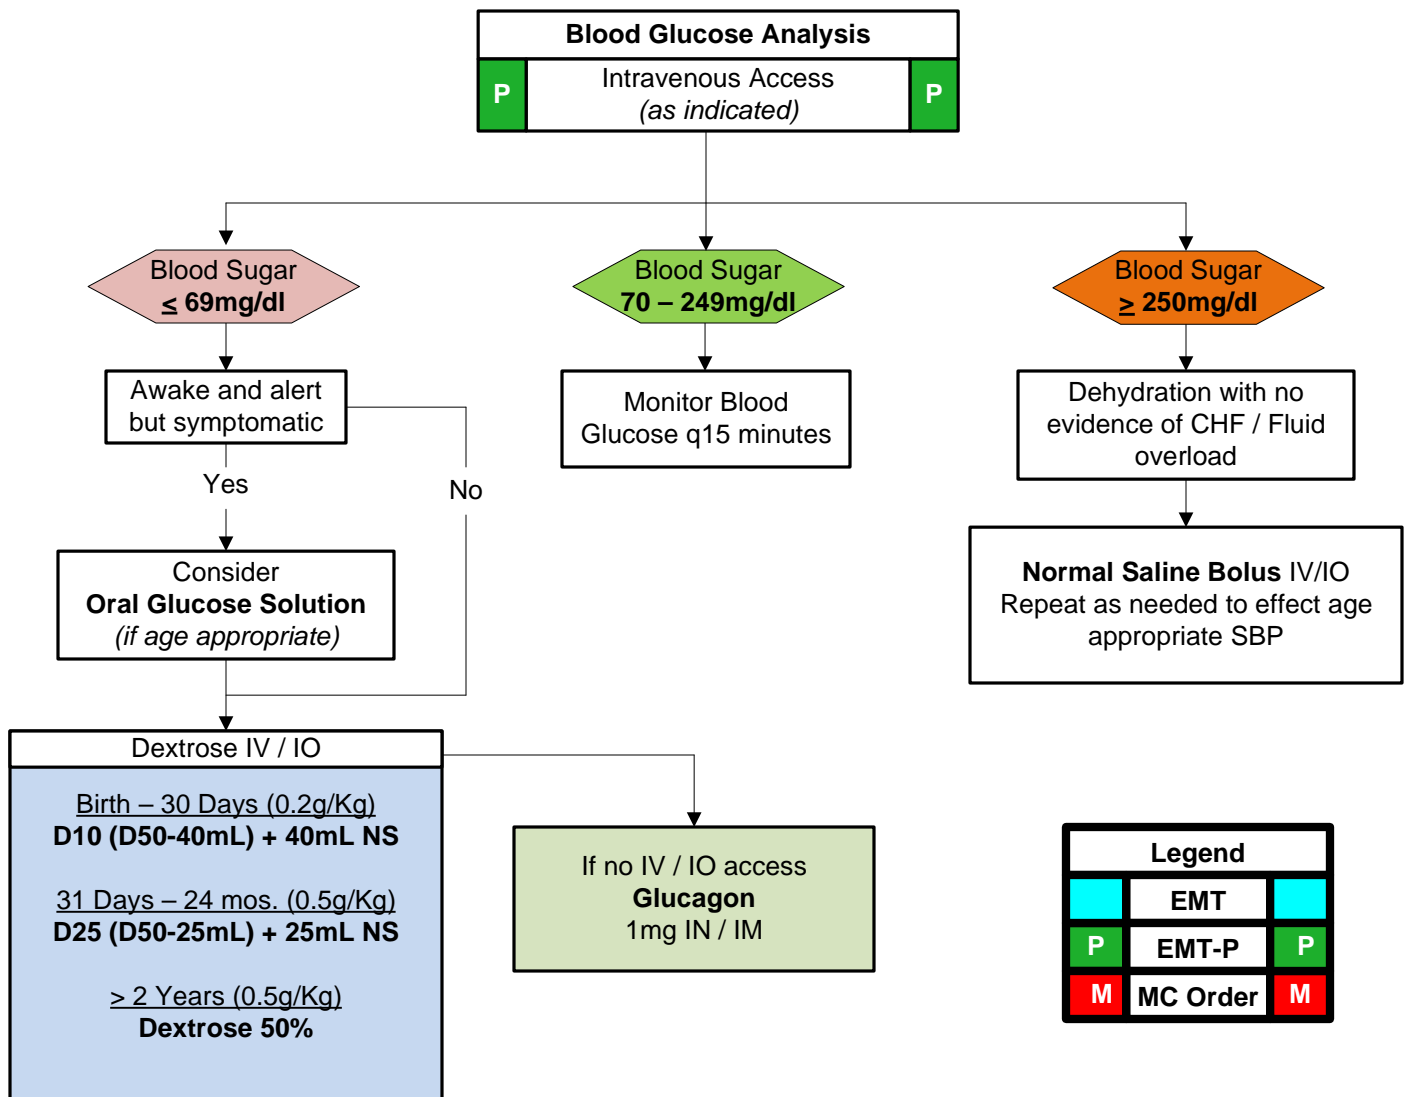 Blood Glucose Analysis
P
Intravenous Access
(as indicated)
P
Blood Sugar
≤ 69mg/dl
Blood Sugar
70 – 249mg/dl
Blood Sugar
≥ 250mg/dl
Awake and alert
but symptomatic
Monitor Blood
Glucose q15 minutes
Dehydration with no
evidence of CHF / Fluid
overload
Yes
No
Consider
Oral Glucose Solution
(if age appropriate)
Normal Saline Bolus IV/IO
Repeat as needed to effect age
appropriate SBP
Dextrose IV / IO
Birth – 30 Days (0.2g/Kg)
D10 (D50-40mL) + 40mL NS
31 Days – 24 mos. (0.5g/Kg)
D25 (D50-25mL) + 25mL NS
> 2 Years (0.5g/Kg)
Dextrose 50%
If no IV / IO access
Glucagon
1mg IN / IM
Legend
EMT
P EMT-P P
M MC Order M